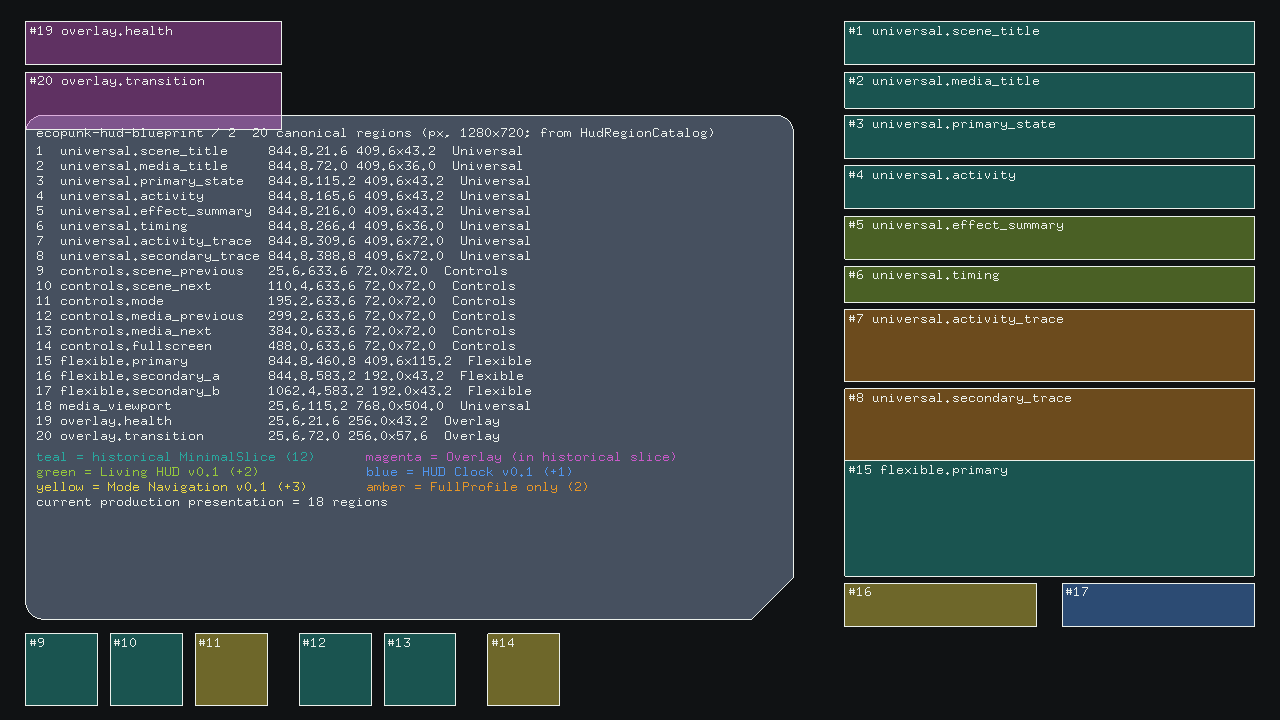 #19 overlay.health
#20 overlay.transition
ecopunk-hud-blueprint / 2  20 canonical regions (px, 1280x720; from HudRegionCatalog)
1  universal.scene_title     844.8,21.6 409.6x43.2  Universal
2  universal.media_title     844.8,72.0 409.6x36.0  Universal
3  universal.primary_state   844.8,115.2 409.6x43.2  Universal
4  universal.activity        844.8,165.6 409.6x43.2  Universal
5  universal.effect_summary  844.8,216.0 409.6x43.2  Universal
6  universal.timing          844.8,266.4 409.6x36.0  Universal
7  universal.activity_trace  844.8,309.6 409.6x72.0  Universal
8  universal.secondary_trace 844.8,388.8 409.6x72.0  Universal
9  controls.scene_previous   25.6,633.6 72.0x72.0  Controls
10 controls.scene_next       110.4,633.6 72.0x72.0  Controls
11 controls.mode             195.2,633.6 72.0x72.0  Controls
12 controls.media_previous   299.2,633.6 72.0x72.0  Controls
13 controls.media_next       384.0,633.6 72.0x72.0  Controls
14 controls.fullscreen       488.0,633.6 72.0x72.0  Controls
15 flexible.primary          844.8,460.8 409.6x115.2  Flexible
16 flexible.secondary_a      844.8,583.2 192.0x43.2  Flexible
17 flexible.secondary_b      1062.4,583.2 192.0x43.2  Flexible
18 media_viewport            25.6,115.2 768.0x504.0  Universal
19 overlay.health            25.6,21.6 256.0x43.2  Overlay
20 overlay.transition        25.6,72.0 256.0x57.6  Overlay
teal = historical MinimalSlice (12)      magenta = Overlay (in historical slice)
green = Living HUD v0.1 (+2)             blue = HUD Clock v0.1 (+1)
yellow = Mode Navigation v0.1 (+3)       amber = FullProfile only (2)
current production presentation = 18 regions
#9
#10
#11
#12
#13
#14
#1 universal.scene_title
#2 universal.media_title
#3 universal.primary_state
#4 universal.activity
#5 universal.effect_summary
#6 universal.timing
#7 universal.activity_trace
#8 universal.secondary_trace
#15 flexible.primary
#16
#17